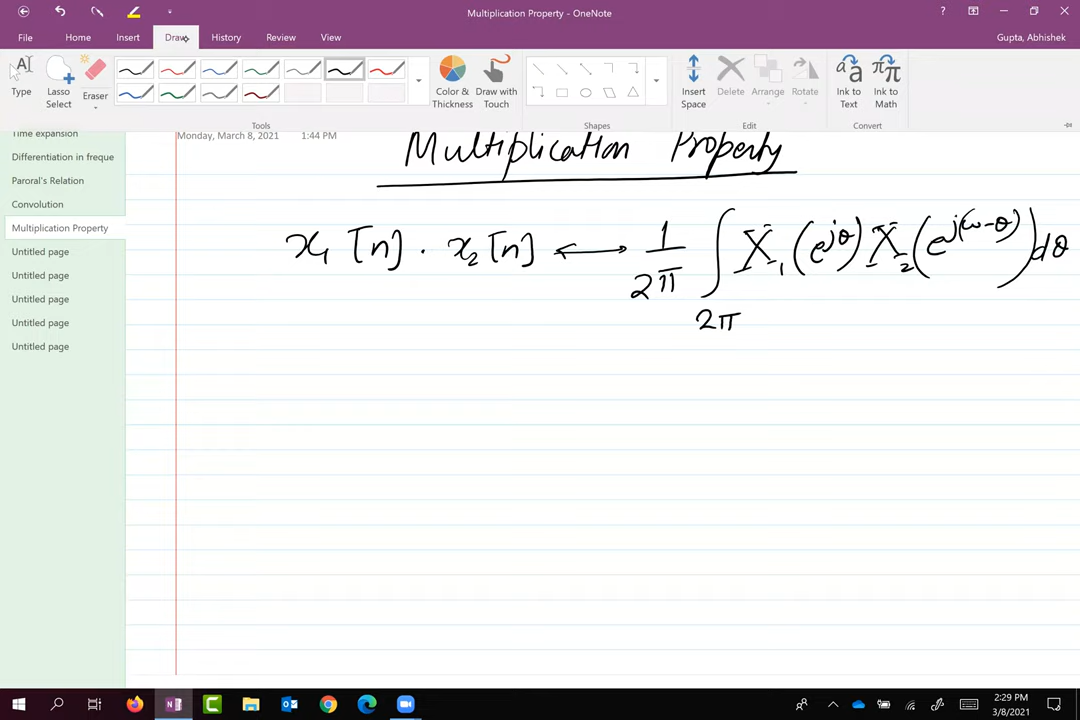 Multiplication Property - OneNote
?
File Home Insert Draw History Review View
Gupta, Abhishek
Type
Lasso Select
Eraser
Color & Thickness
Draw with Touch
Insert Space
Delete
Arrange
Rotate
Ink to Text
Ink to Math
Tools
Shapes
Edit
Convert
Time expansion
Differentiation in freque
Paroral's Relation
Convolution
Multiplication Property
Untitled page
Untitled page
Untitled page
Untitled page
Untitled page
Monday, March 8, 2021 1:44 PM
Multiplication Property
x₁[n] · x₂[n] ⟷ 1/2π ∫_2π X₁(e^jθ) X₂(e^j(ω-θ)) dθ
2:29 PM
3/8/2021